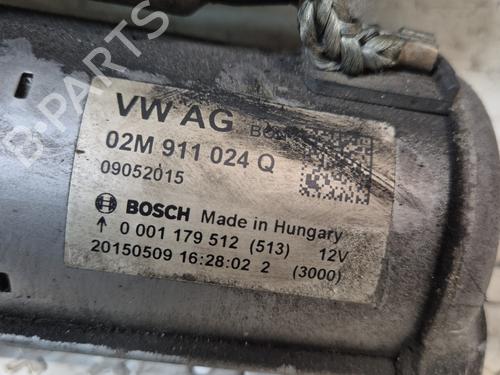 B-PARTS
VW AG
02M 911 024 Q
09052015
BOSCH Made in Hungary
↑ 0 001 179 512 (513) 12V
20150509 16:28:02 2 (3000)